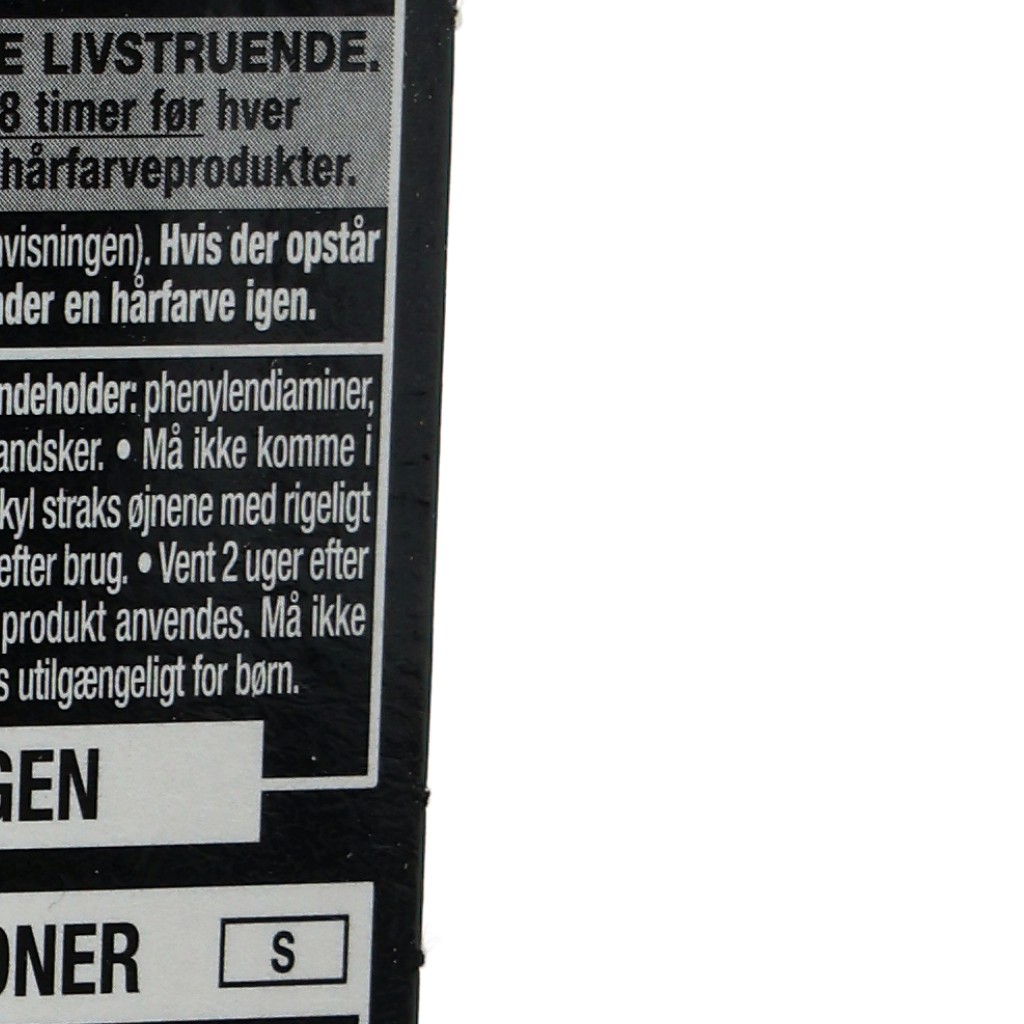 E LIVSTRUENDE.
8 timer før hver
hårfarveprodukter.
visningen). Hvis der opstår
der en hårfarve igen.
ndeholder: phenylendiaminer,
andsker. • Må ikke komme i
kyl straks øjnene med rigeligt
efter brug. • Vent 2 uger efter
produkt anvendes. Må ikke
s utilgængeligt for børn.
GEN
ONER S